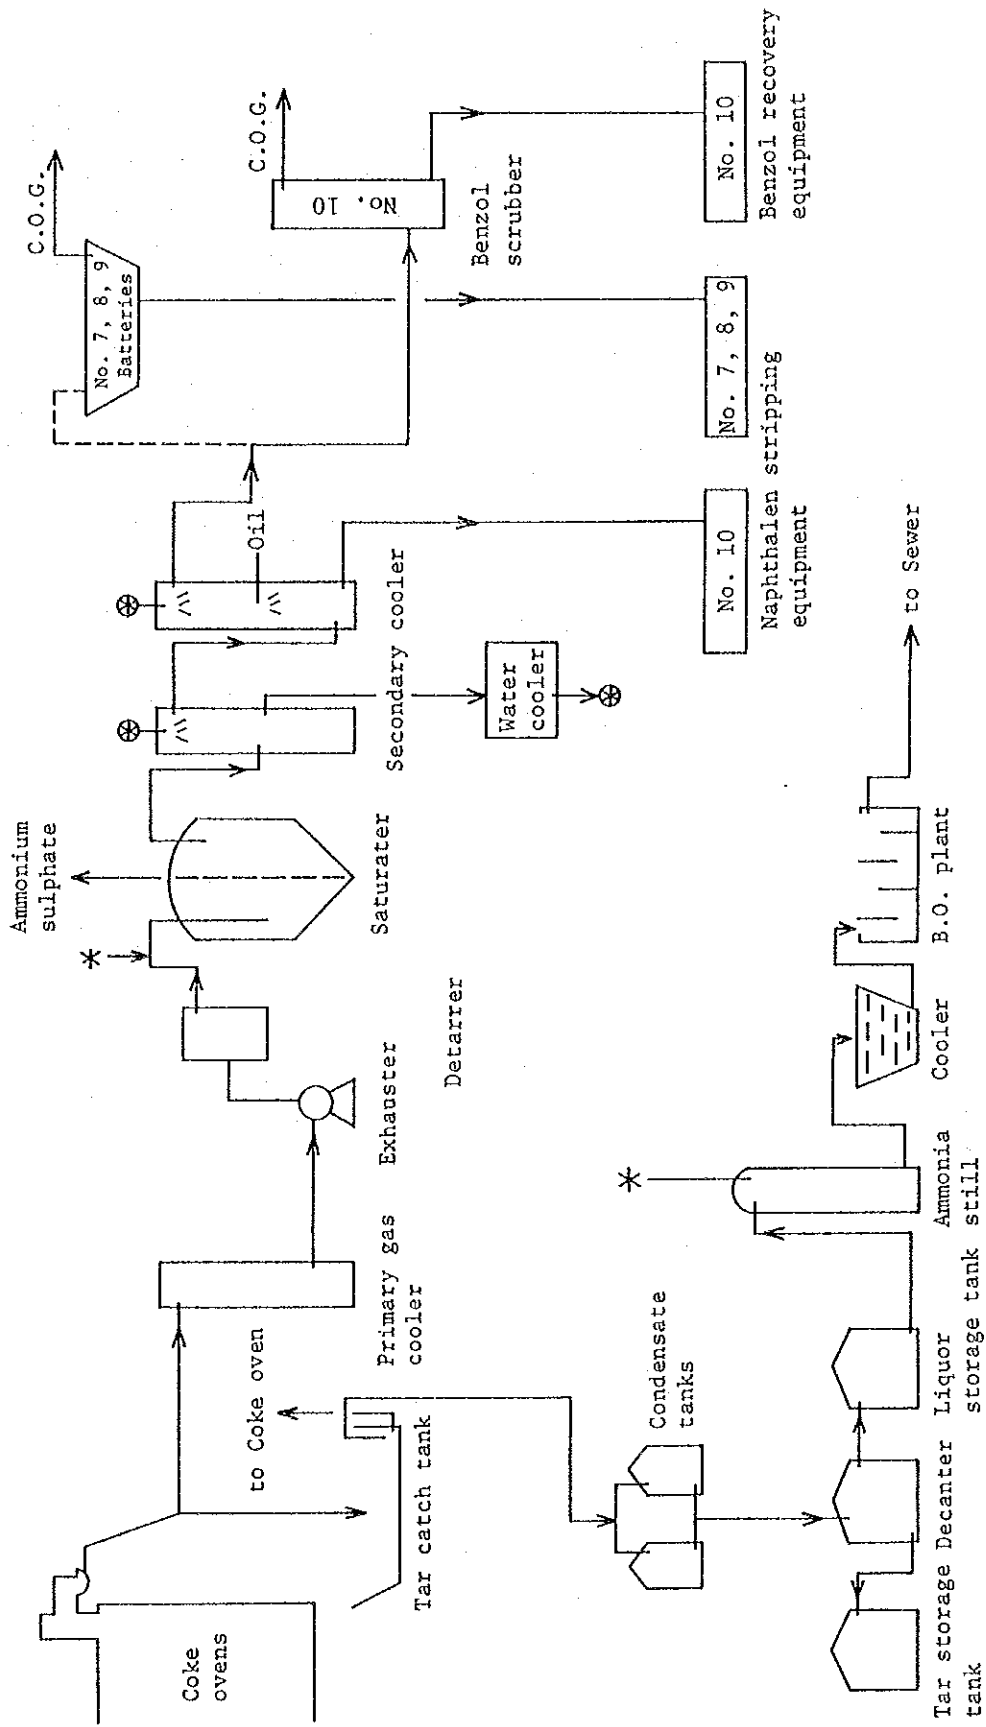 Coke
ovens
to Coke oven
Tar catch tank
Primary gas
cooler
Exhauster
Detarrer
*
Ammonium
sulphate
Saturater
Secondary cooler
Water
cooler
Oil
No. 7, 8, 9
Batteries
C.O.G.
C.O.G.
No. 10
Benzol
scrubber
No. 10
Naphthalen stripping
equipment
No. 7, 8, 9
No. 10
Benzol recovery
equipment
Condensate
tanks
Tar storage
tank
Decanter
Liquor
storage tank
*
Ammonia
still
Cooler
B.O. plant
to Sewer